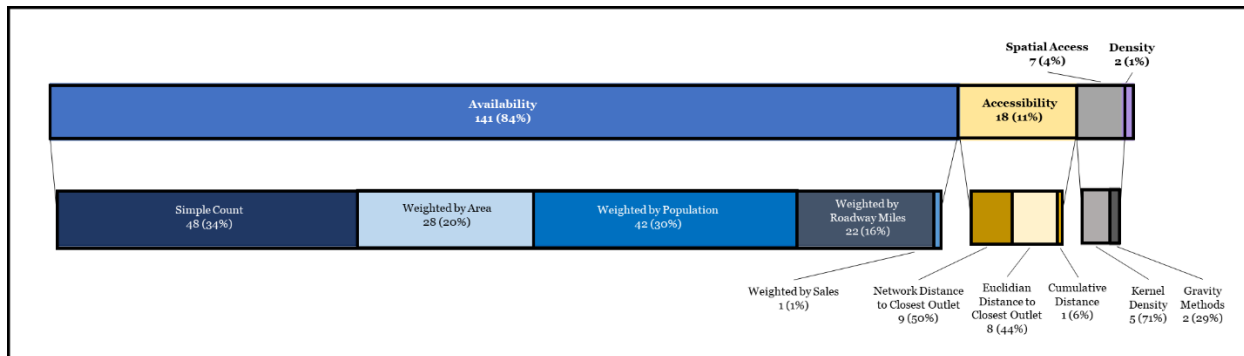 Spatial Access
7 (4%)
Density
2 (1%)
Availability
141 (84%)
Accessibility
18 (11%)
Simple Count
48 (34%)
Weighted by Area
28 (20%)
Weighted by Population
42 (30%)
Weighted by
Roadway Miles
22 (16%)
Weighted by Sales
1 (1%)
Network Distance
to Closest Outlet
9 (50%)
Euclidian
Distance to
Closest Outlet
8 (44%)
Cumulative
Distance
1 (6%)
Kernel
Density
5 (71%)
Gravity
Methods
2 (29%)